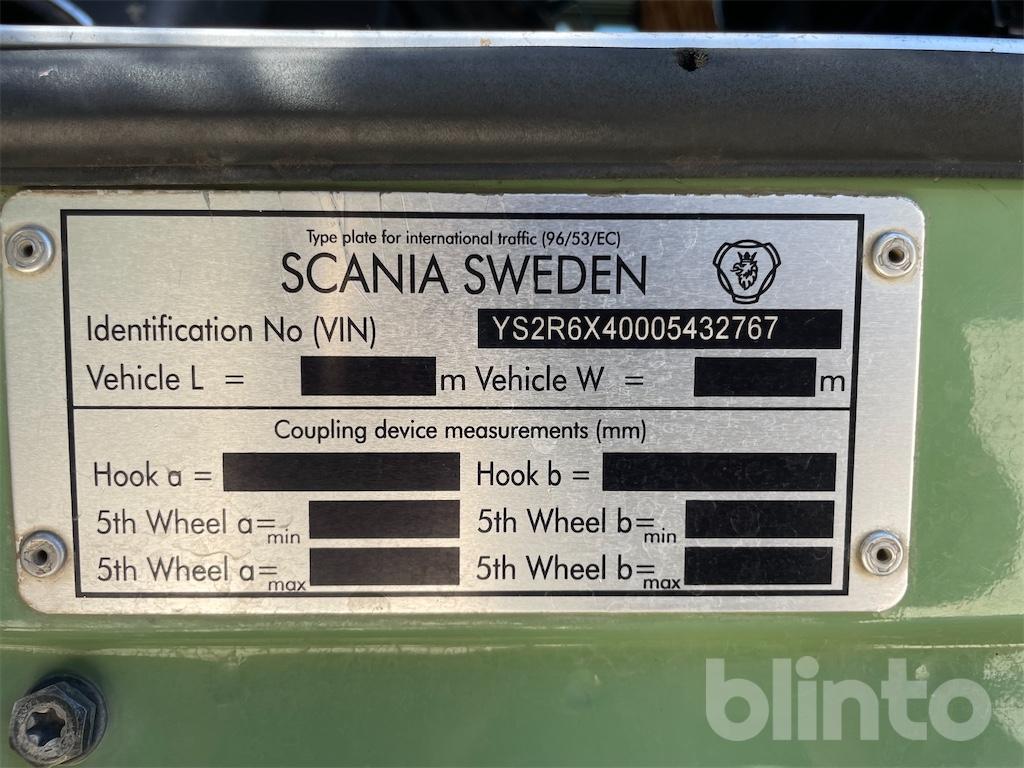 Type plate for international traffic (96/53/EC)
SCANIA SWEDEN
Identification No (VIN) YS2R6X40005432767
Vehicle L = m Vehicle W = m
Coupling device measurements (mm)
Hook a = Hook b =
5th Wheel a=min 5th Wheel b=min
5th Wheel a=max 5th Wheel b=max
blinto